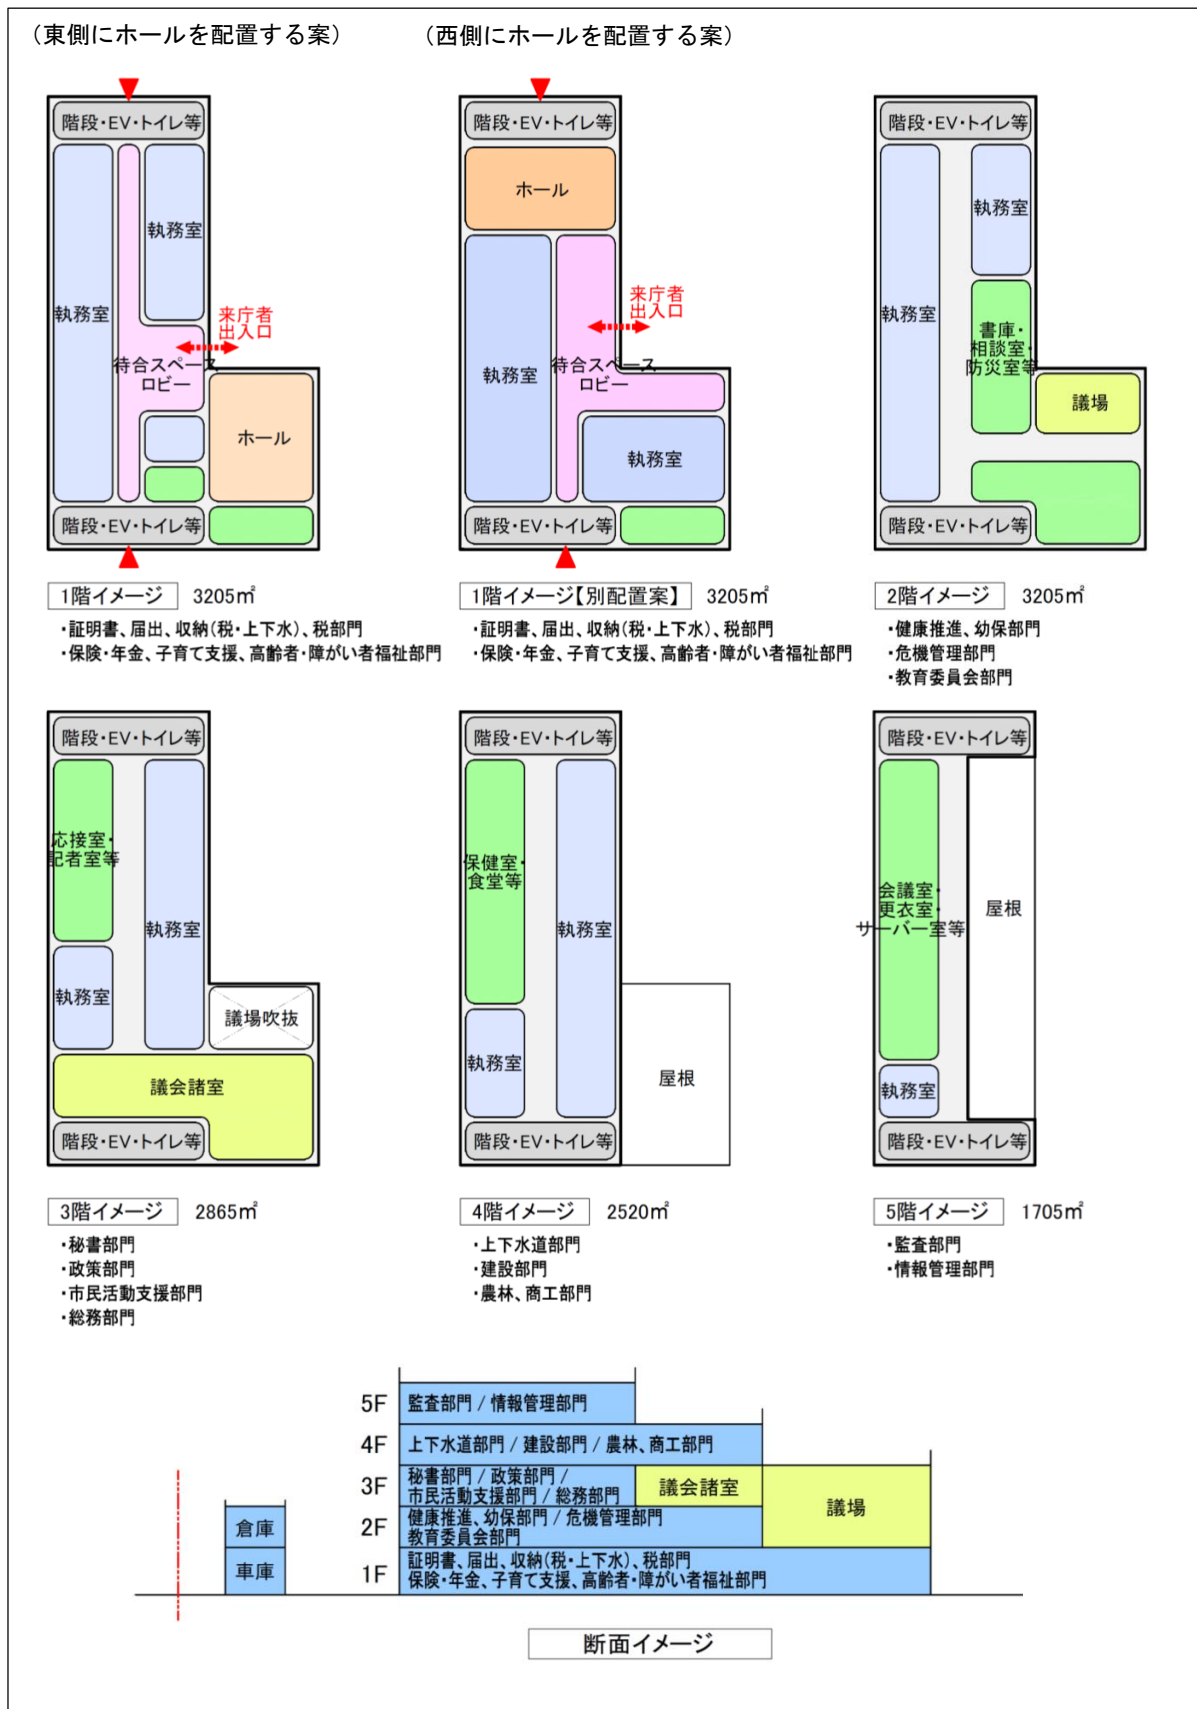 （東側にホールを配置する案）
（西側にホールを配置する案）
階段・EV・トイレ等
執務室
執務室
来庁者
出入口
待合スペース
ロビー
ホール
階段・EV・トイレ等
1階イメージ 3205㎡
・証明書、届出、収納(税・上下水)、税部門
・保険・年金、子育て支援、高齢者・障がい者福祉部門
階段・EV・トイレ等
ホール
来庁者
出入口
執務室
待合スペース
ロビー
執務室
階段・EV・トイレ等
1階イメージ【別配置案】 3205㎡
・証明書、届出、収納(税・上下水)、税部門
・保険・年金、子育て支援、高齢者・障がい者福祉部門
階段・EV・トイレ等
執務室
執務室
書庫・
相談室・
防災室等
議場
階段・EV・トイレ等
2階イメージ 3205㎡
・健康推進、幼保部門
・危機管理部門
・教育委員会部門
階段・EV・トイレ等
応接室・
記者室等
執務室
執務室
議場吹抜
議会諸室
階段・EV・トイレ等
3階イメージ 2865㎡
・秘書部門
・政策部門
・市民活動支援部門
・総務部門
階段・EV・トイレ等
保健室・
食堂等
執務室
執務室
屋根
階段・EV・トイレ等
4階イメージ 2520㎡
・上下水道部門
・建設部門
・農林、商工部門
階段・EV・トイレ等
会議室・
更衣室・
サーバー室等
屋根
執務室
階段・EV・トイレ等
5階イメージ 1705㎡
・監査部門
・情報管理部門
5F 監査部門 / 情報管理部門
4F 上下水道部門 / 建設部門 / 農林、商工部門
3F 秘書部門 / 政策部門 /
市民活動支援部門 / 総務部門
議会諸室
議場
2F 健康推進、幼保部門 / 危機管理部門
教育委員会部門
1F 証明書、届出、収納(税・上下水)、税部門
保険・年金、子育て支援、高齢者・障がい者福祉部門
倉庫
車庫
断面イメージ